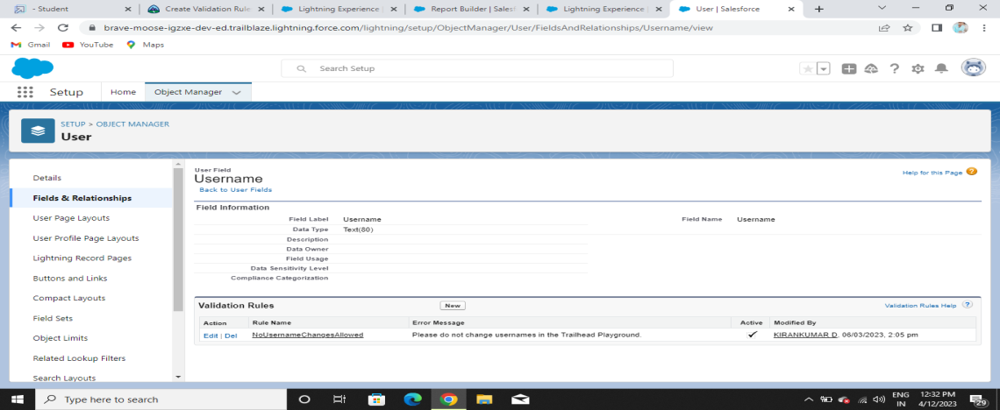 - Student
Create Validation Rule
Lightning Experience
Report Builder | Salesf
Lightning Experience
User | Salesforce
brave-moose-igzxe-dev-ed.trailblaze.lightning.force.com/lightning/setup/ObjectManager/User/FieldsAndRelationships/Username/view
Gmail YouTube Maps
Search Setup
Setup Home Object Manager
SETUP > OBJECT MANAGER
User
Details
Fields & Relationships
User Page Layouts
User Profile Page Layouts
Lightning Record Pages
Buttons and Links
Compact Layouts
Field Sets
Object Limits
Related Lookup Filters
Search Layouts
User Field
Username
Help for this Page
Back to User Fields
Field Information
Field Label Username Field Name Username
Data Type Text(80)
Description
Data Owner
Field Usage
Data Sensitivity Level
Compliance Categorization
Validation Rules New Validation Rules Help ?
Action Rule Name Error Message Active Modified By
Edit | Del NoUsernameChangesAllowed Please do not change usernames in the Trailhead Playground. KIRANKUMAR D, 06/03/2023, 2:05 pm
Type here to search
ENG 12:32 PM
IN 4/12/2023
29